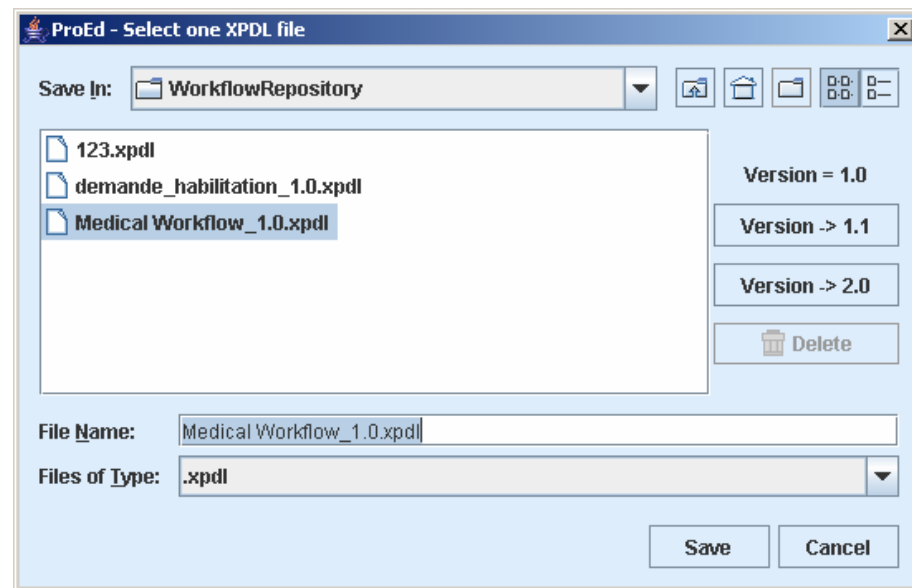 ProEd - Select one XPDL file
Save In: WorkflowRepository
123.xpdl
demande_habilitation_1.0.xpdl
Medical Workflow_1.0.xpdl
Version = 1.0
Version -> 1.1
Version -> 2.0
Delete
File Name: Medical Workflow_1.0.xpdl
Files of Type: .xpdl
Save Cancel